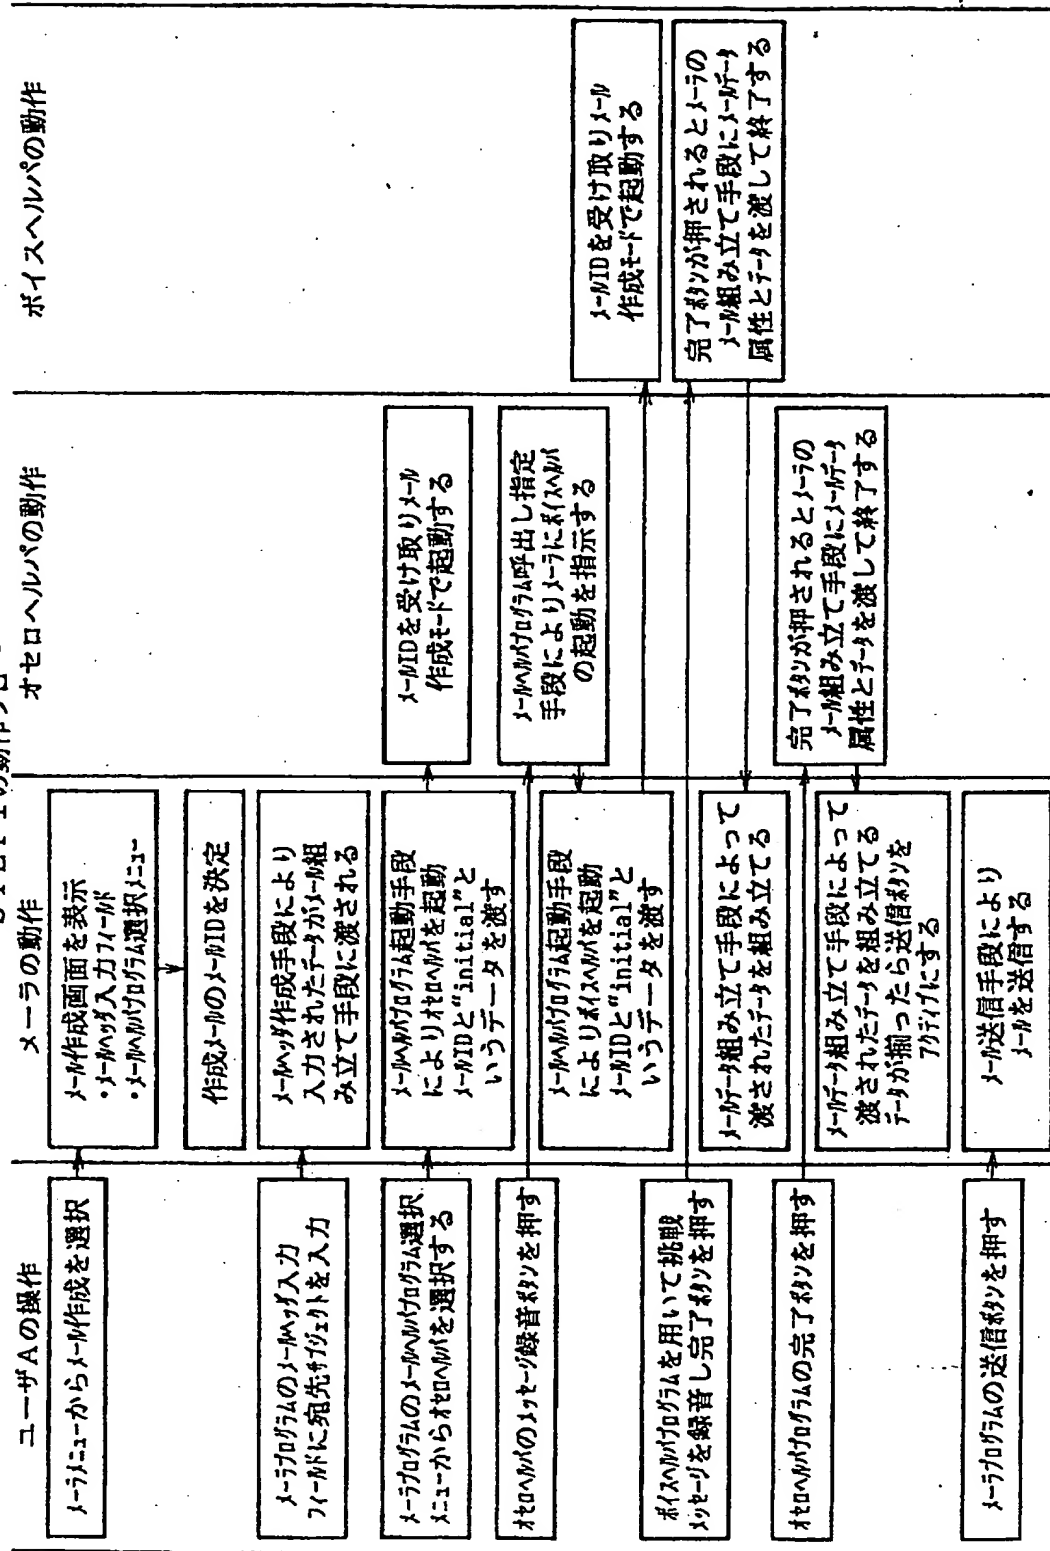 ユーザAの操作
メーラの動作
オセロヘルパの動作
ボイスヘルパの動作
メーラメニューからメール作成を選択
メール作成画面を表示
・メールヘッダ入力フィールド
・メールヘルパプログラム選択メニュー
作成メールのメールIDを決定
メーラプログラムのメールヘッダ入力
フィールドに宛先サブジェクトを入力
メールヘッダ作成手段により
入力されたデータがメール組
み立て手段に渡される
メーラプログラムのメールヘルパプログラム選択
メニューからオセロヘルパを選択する
メールヘルパプログラム起動手段
によりオセロヘルパを起動
メールIDと"initial"と
いうデータを渡す
メールIDを受け取りメール
作成モードで起動する
オセロヘルパのメッセージ録音ボタンを押す
メールヘルパプログラム呼出し指定
手段によりメーラにボイスヘルパ
の起動を指示する
メールヘルパプログラム起動手段
によりボイスヘルパを起動
メールIDと"initial"と
いうデータを渡す
メールIDを受け取りメール
作成モードで起動する
ボイスヘルパプログラムを用いて挑戦
メッセージを録音し完了ボタンを押す
完了ボタンが押されるとメーラの
メール組み立て手段にメールデータ
属性とデータを渡して終了する
メールデータ組み立て手段によって
渡されたデータを組み立てる
オセロヘルパプログラムの完了ボタンを押す
完了ボタンが押されるとメーラの
メール組み立て手段にメールデータ
属性とデータを渡して終了する
メールデータ組み立て手段によって
渡されたデータを組み立てる
データが揃ったら送信ボタンを
アクティブにする
メーラプログラムの送信ボタンを押す
メール送信手段により
メールを送信する